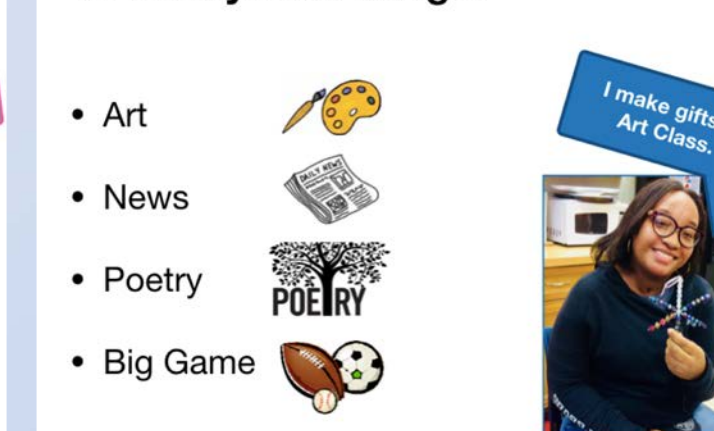 • Art
• News
• Poetry
• Big Game
DAILY NEWS
POETRY
I make gifts
Art Class.